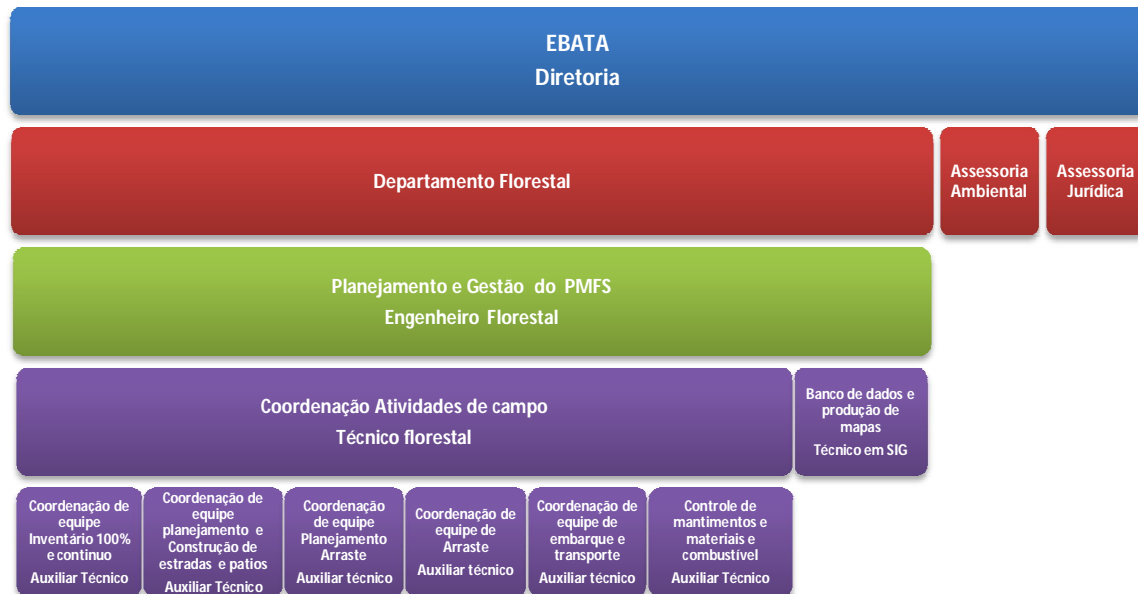 EBATA
Diretoria
Departamento Florestal
Assessoria
Ambiental
Assessoria
Jurídica
Planejamento e Gestão do PMFS
Engenheiro Florestal
Coordenação Atividades de campo
Técnico florestal
Banco de dados e
produção de
mapas
Técnico em SIG
Coordenação de
equipe
Inventário 100%
e continuo
Auxiliar Técnico
Coordenação de
equipe
planejamento e
Construção de
estradas e patios
Auxiliar Técnico
Coordenação
de equipe
Planejamento
Arraste
Auxiliar técnico
Coordenação de
equipe de
Arraste
Auxiliar técnico
Coordenação de
equipe de
embarque e
transporte
Auxiliar técnico
Controle de
mantimentos e
materiais e
combustível
Auxiliar Técnico